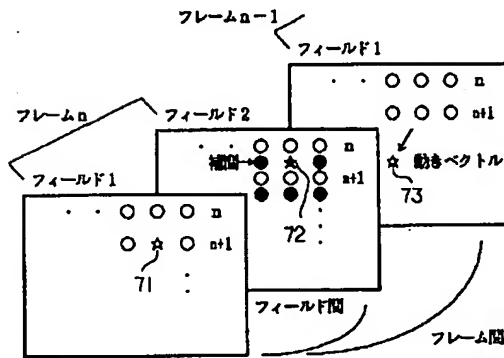 フレームn-1
フィールド1
フレームn
フィールド2
n
n+1
フィールド1
補間
n
n+1
動きベクトル
73
72
n
n+1
71
フィールド間
フレーム間